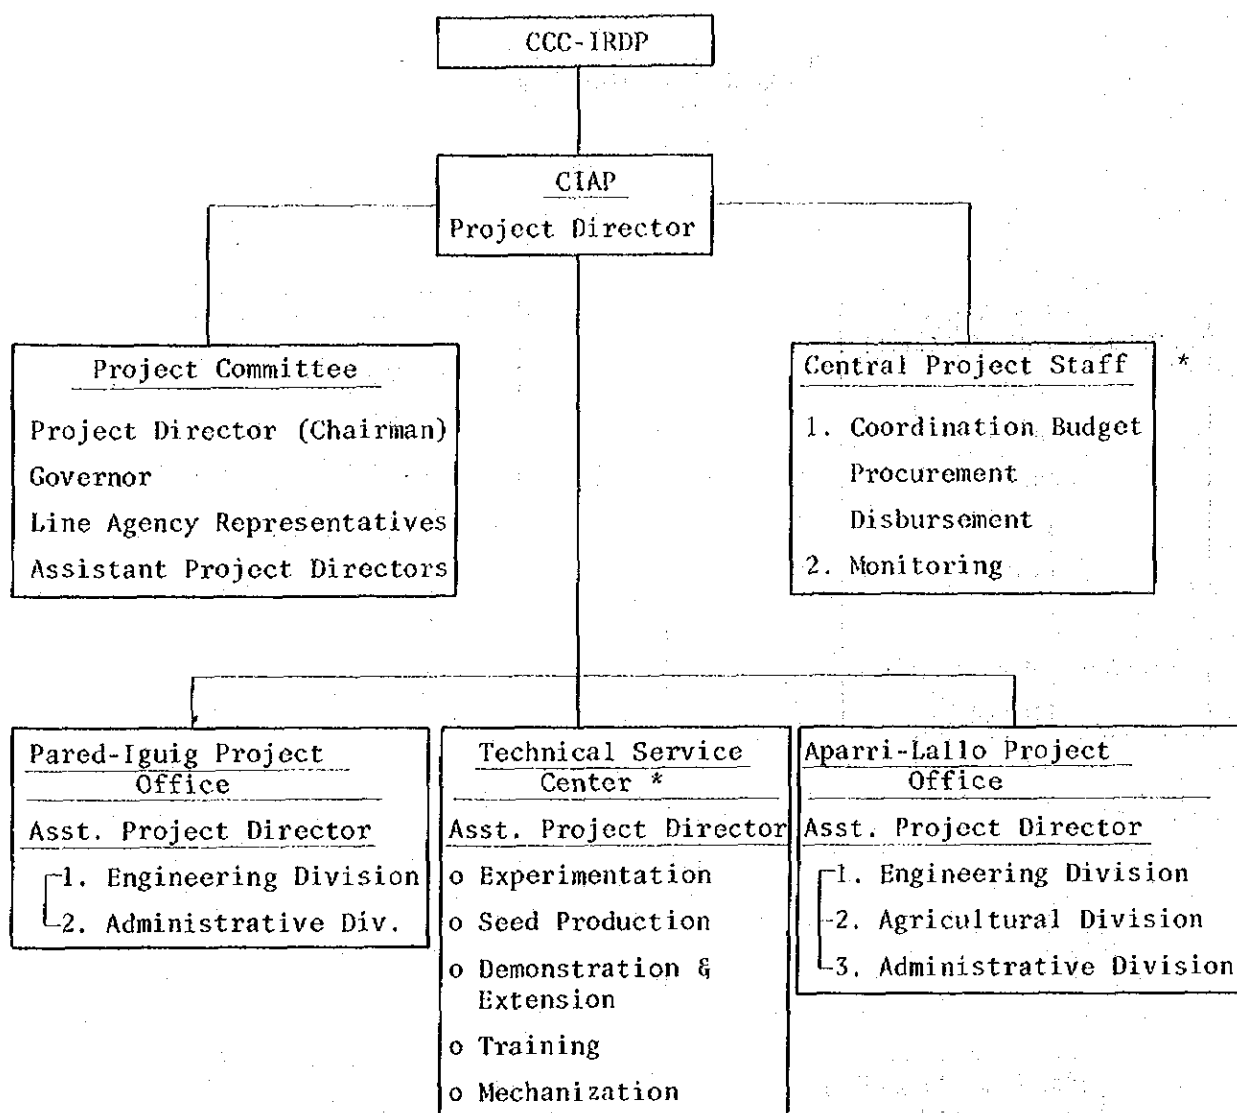 CCC-IRDP
CIAP
Project Director
Project Committee
Project Director (Chairman)
Governor
Line Agency Representatives
Assistant Project Directors
Central Project Staff *
1. Coordination Budget
Procurement
Disbursement
2. Monitoring
Pared-Iguig Project
Office
Asst. Project Director
1. Engineering Division
2. Administrative Div.
Technical Service
Center *
Asst. Project Director
o Experimentation
o Seed Production
o Demonstration &
Extension
o Training
o Mechanization
Aparri-Lallo Project
Office
Asst. Project Director
1. Engineering Division
2. Agricultural Division
3. Administrative Division